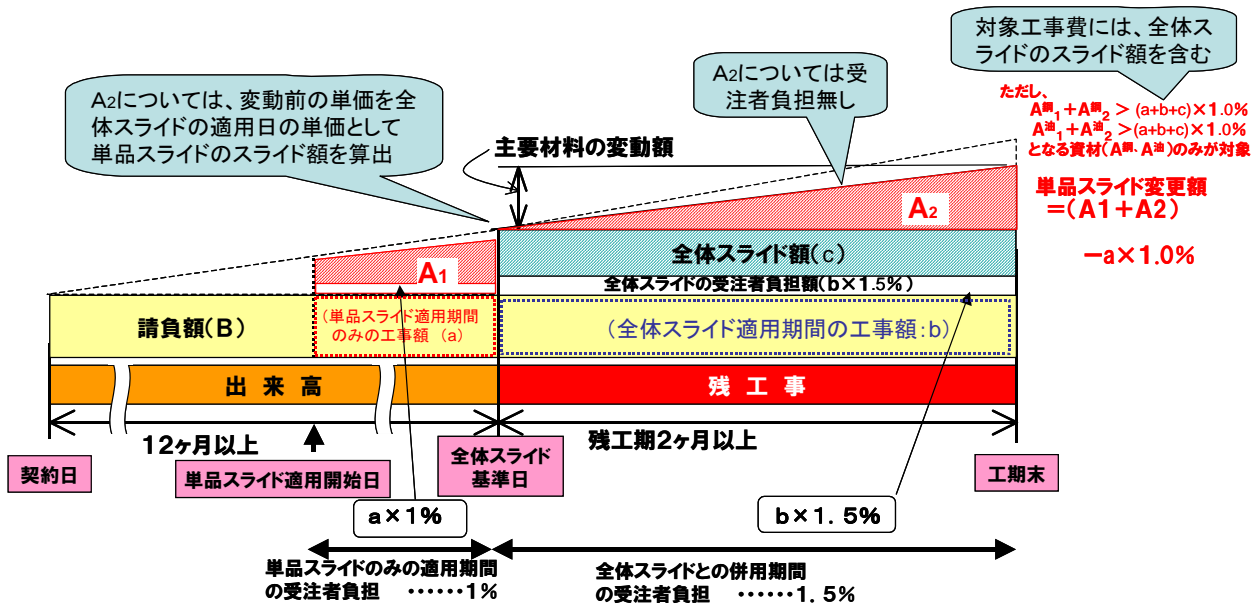 対象工事費には、全体ス
ライドのスライド額を含む
A2については受
注者負担無し
A2については、変動前の単価を全
体スライドの適用日の単価として
単品スライドのスライド額を算出
ただし、
A鋼1+A鋼2 > (a+b+c)×1.0%
A油1+A油2 >(a+b+c)×1.0%
となる資材(A鋼、A油)のみが対象
主要材料の変動額
単品スライド変更額
=(A1+A2)
-a×1.0%
A2
A1
全体スライド額(c)
全体スライドの受注者負担額(b×1.5%)
請負額(B)
(単品スライド適用期間
のみの工事額 (a)
(全体スライド適用期間の工事額:b)
出 来 高
残 工 事
12ヶ月以上
残工期2ヶ月以上
契約日
単品スライド適用開始日
全体スライド
基準日
工期末
a×1%
b×1.5%
単品スライドのみの適用期間
の受注者負担 ・・・・・・1%
全体スライドとの併用期間
の受注者負担 ・・・・・・1.5%